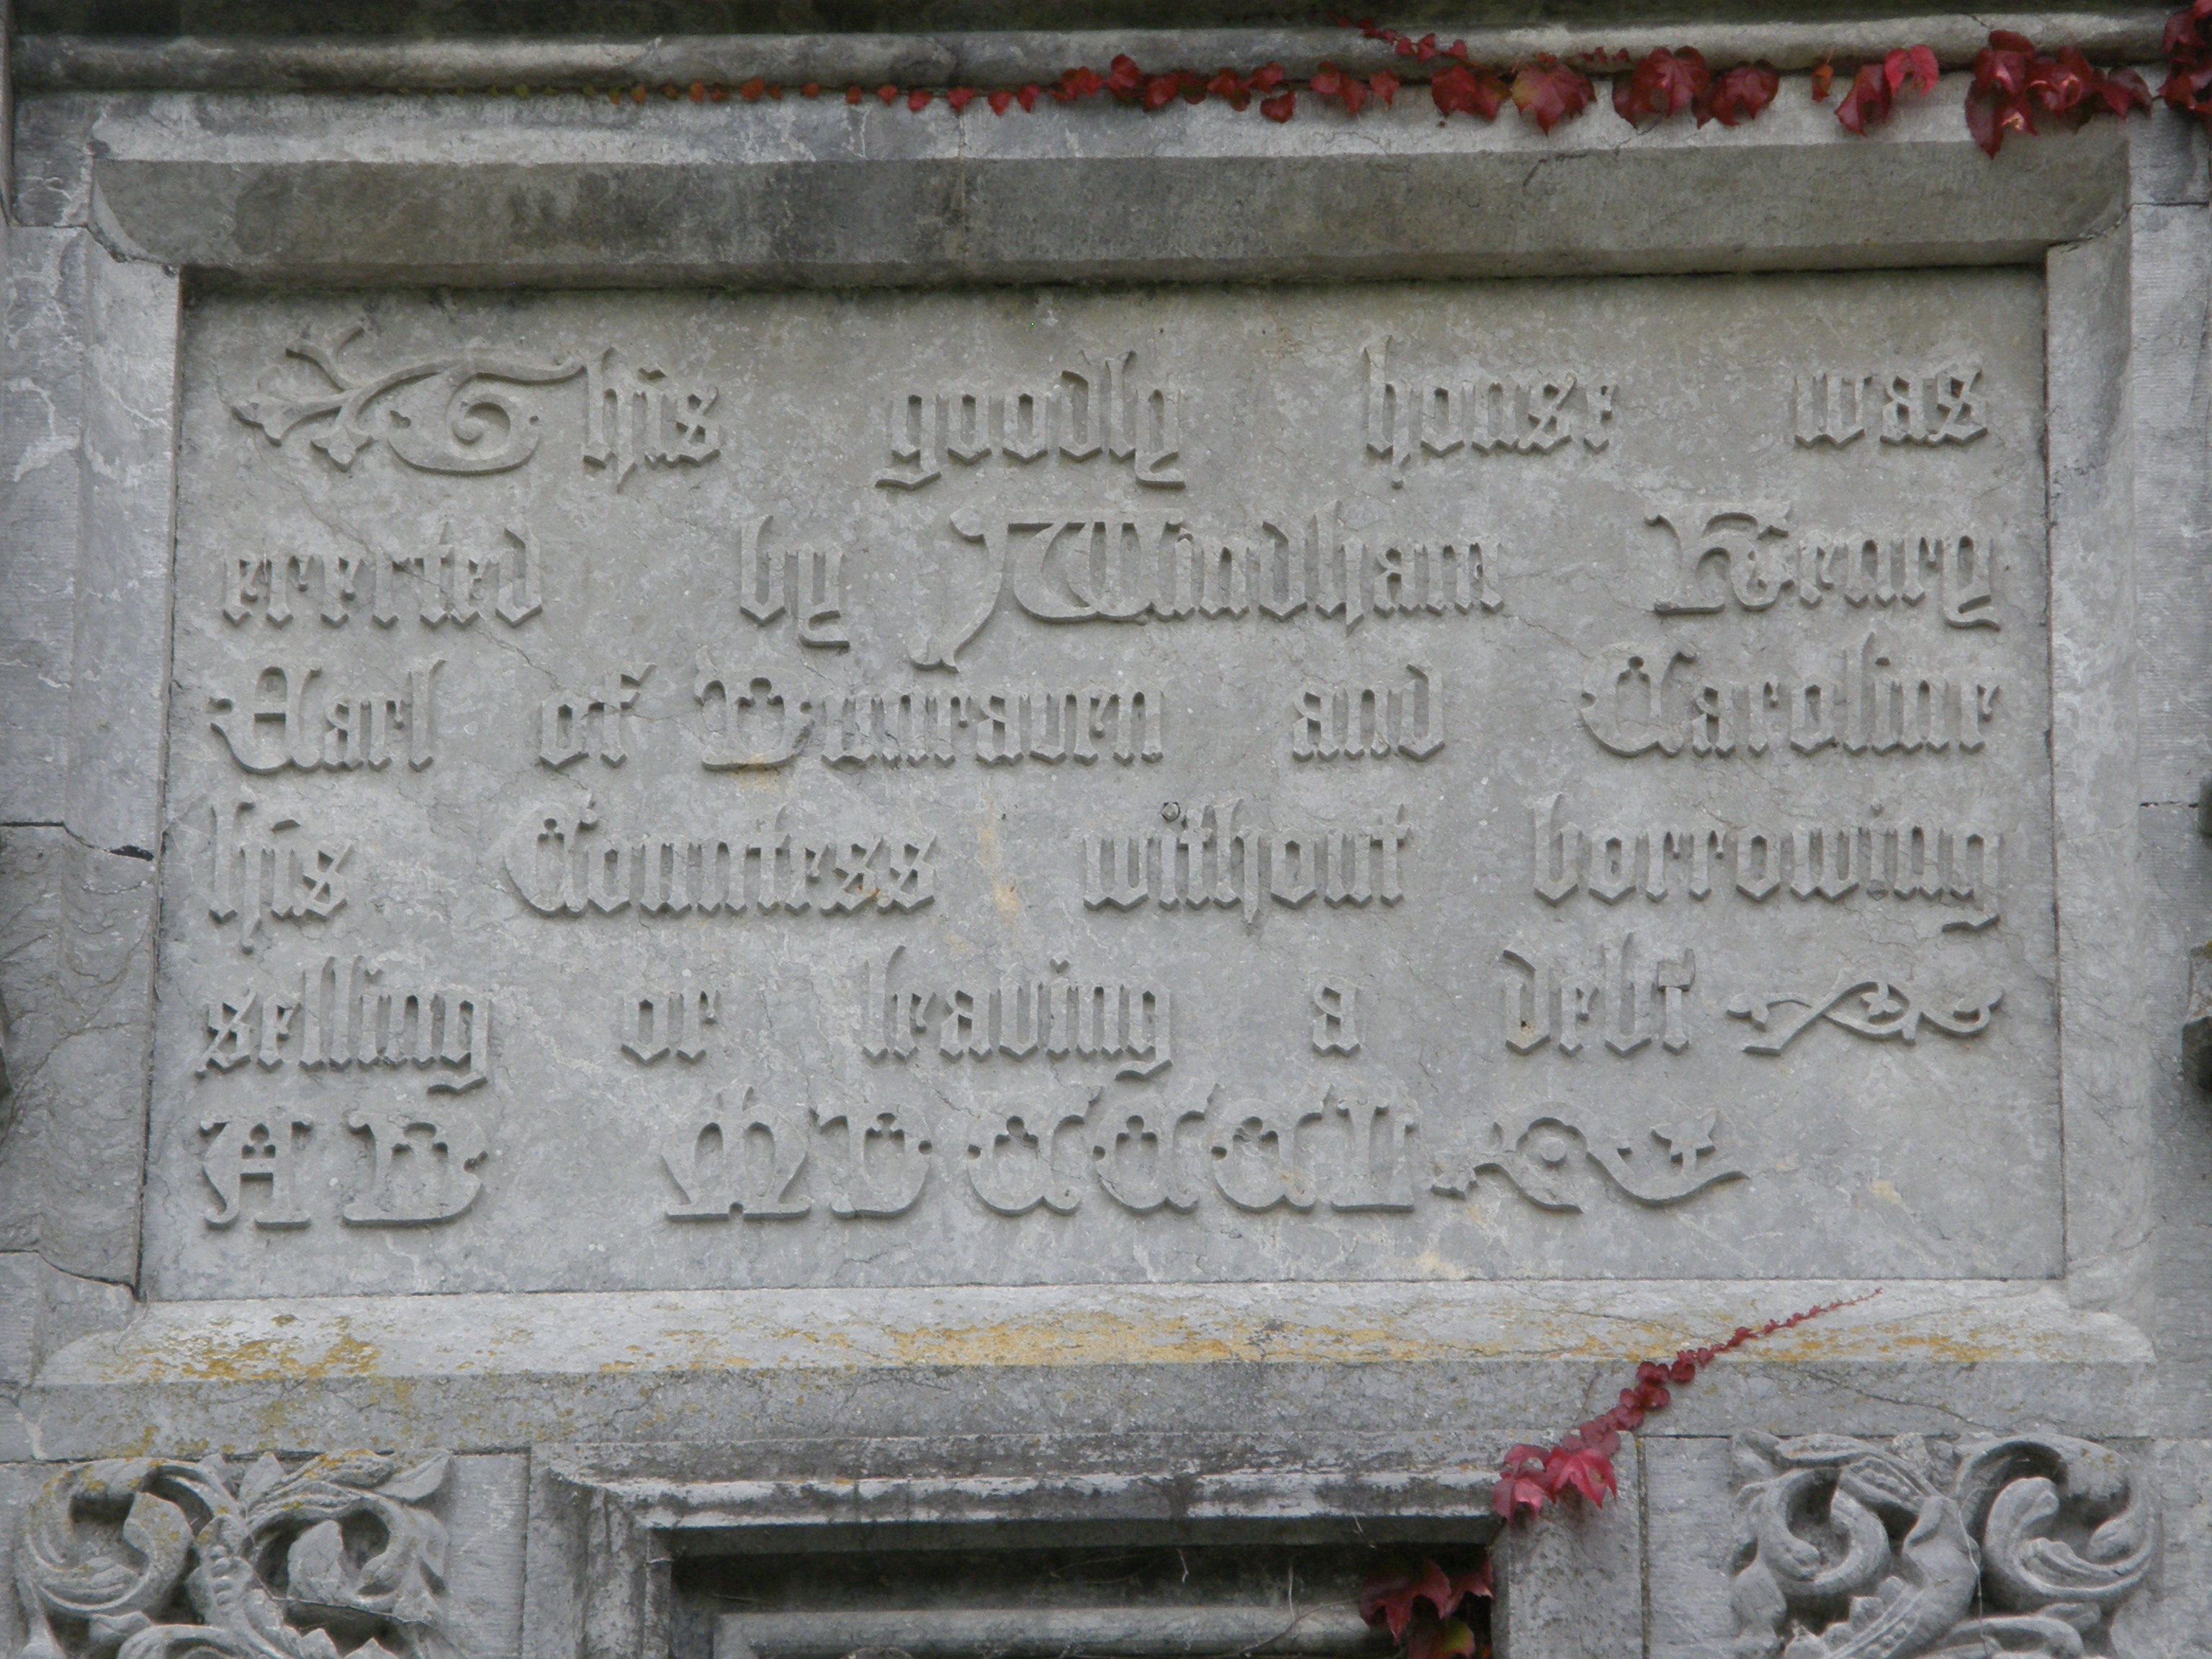 This goodly house was
erected by Windham Henry
Earl of Dunraven and Caroline
his Countess without borrowing
selling or leaving a debt
AD MDCCCL